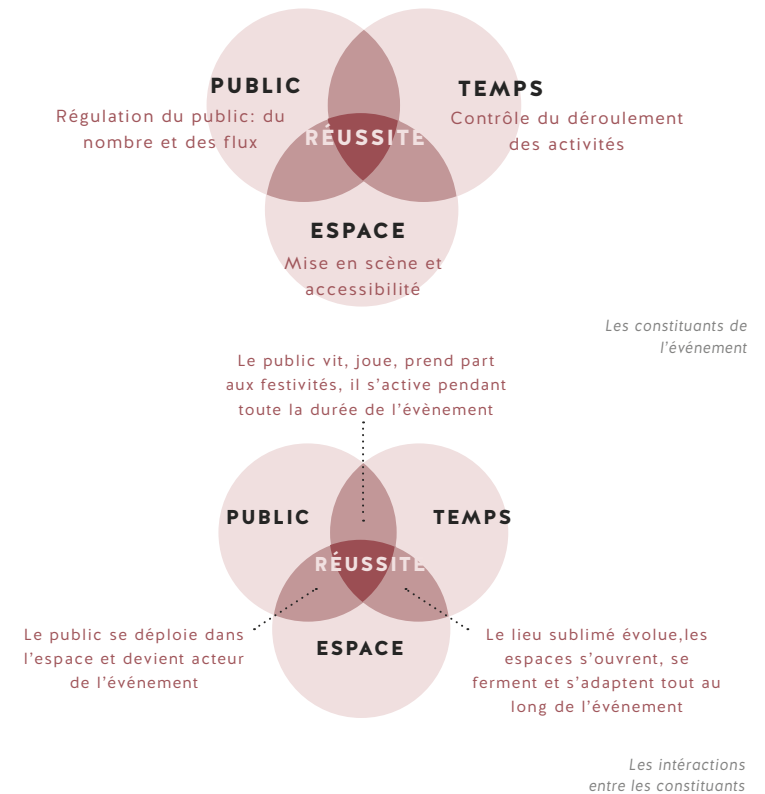 PUBLIC
Régulation du public: du
nombre et des flux
TEMPS
Contrôle du déroulement
des activités
RÉUSSITE
ESPACE
Mise en scène et
accessibilité
Les constituants de
l’événement
Le public vit, joue, prend part
aux festivités, il s’active pendant
toute la durée de l’évènement
PUBLIC
TEMPS
RÉUSSITE
ESPACE
Le public se déploie dans
l’espace et devient acteur
de l’événement
Le lieu sublimé évolue,les
espaces s’ouvrent, se
ferment et s’adaptent tout au
long de l’événement
Les intéractions
entre les constituants